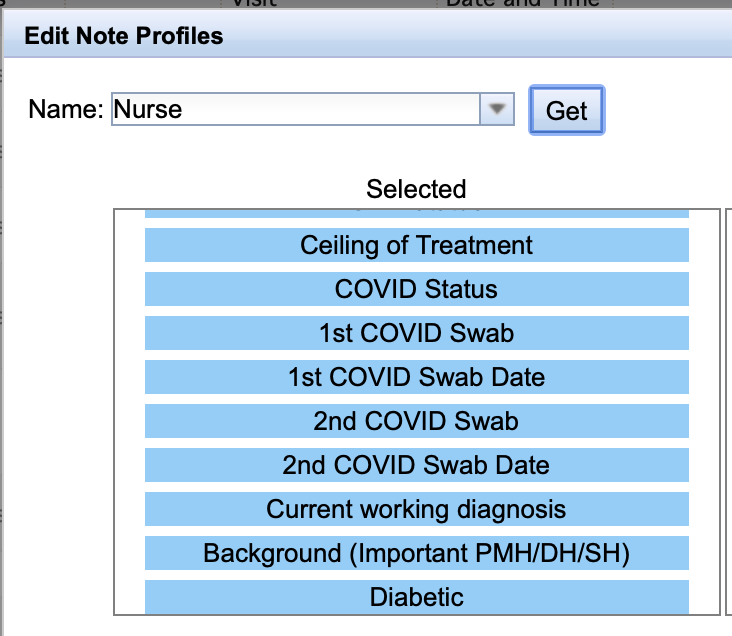 Visit Date and Time
Edit Note Profiles
Name: Nurse Get
Selected
Ceiling of Treatment
COVID Status
1st COVID Swab
1st COVID Swab Date
2nd COVID Swab
2nd COVID Swab Date
Current working diagnosis
Background (Important PMH/DH/SH)
Diabetic